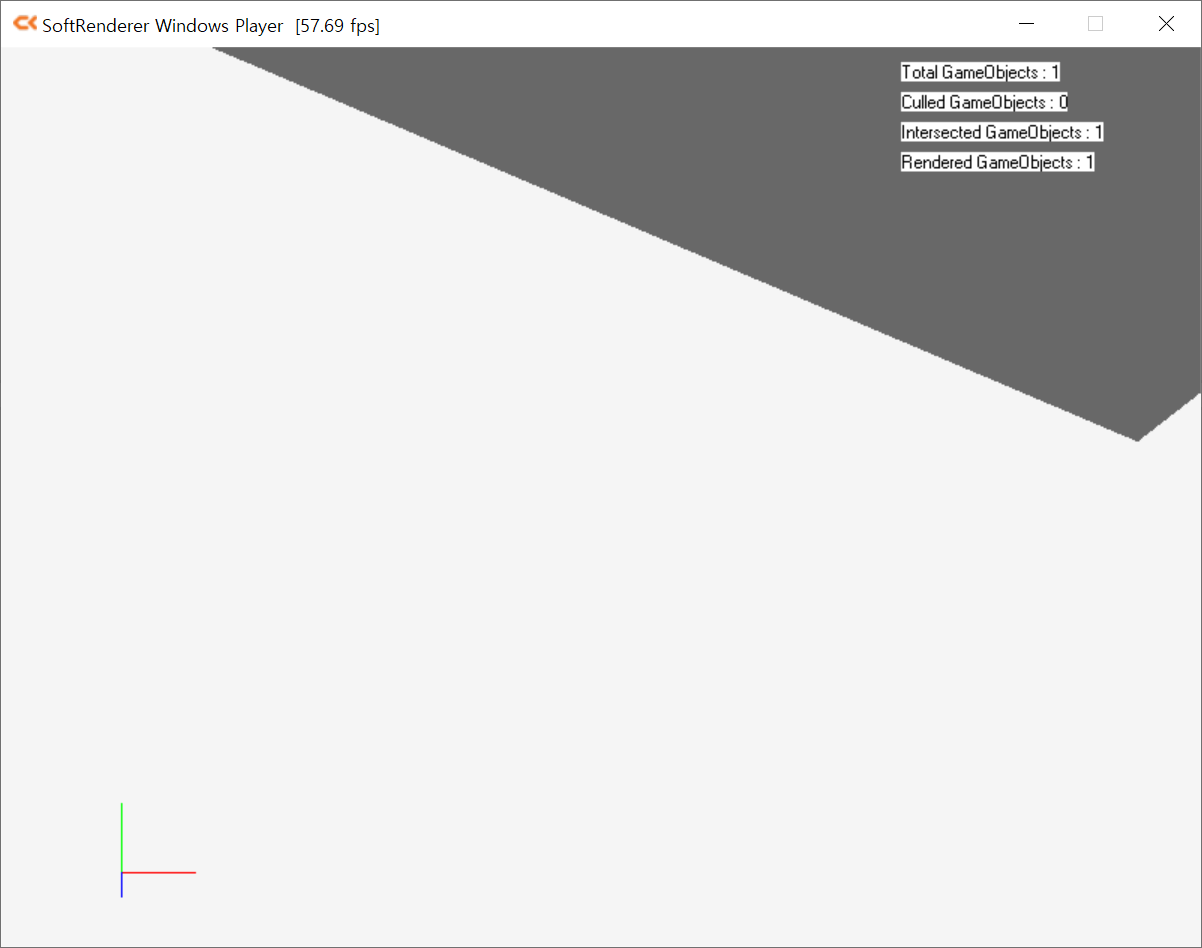 SoftRenderer Windows Player [57.69 fps]
Total GameObjects : 1
Culled GameObjects : 0
Intersected GameObjects : 1
Rendered GameObjects : 1